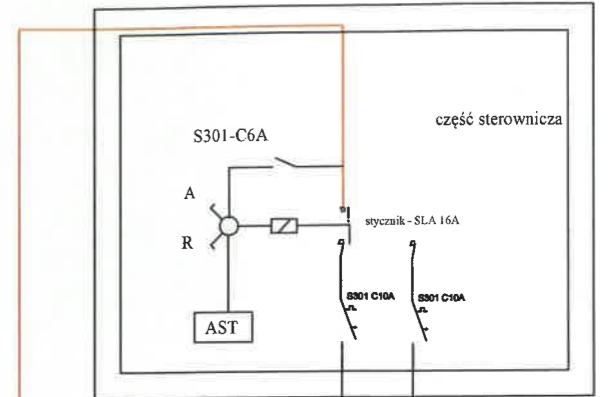 część sterownicza
S301-C6A
A
stycznik - SLA 16A
R
S301 C10A
S301 C10A
AST